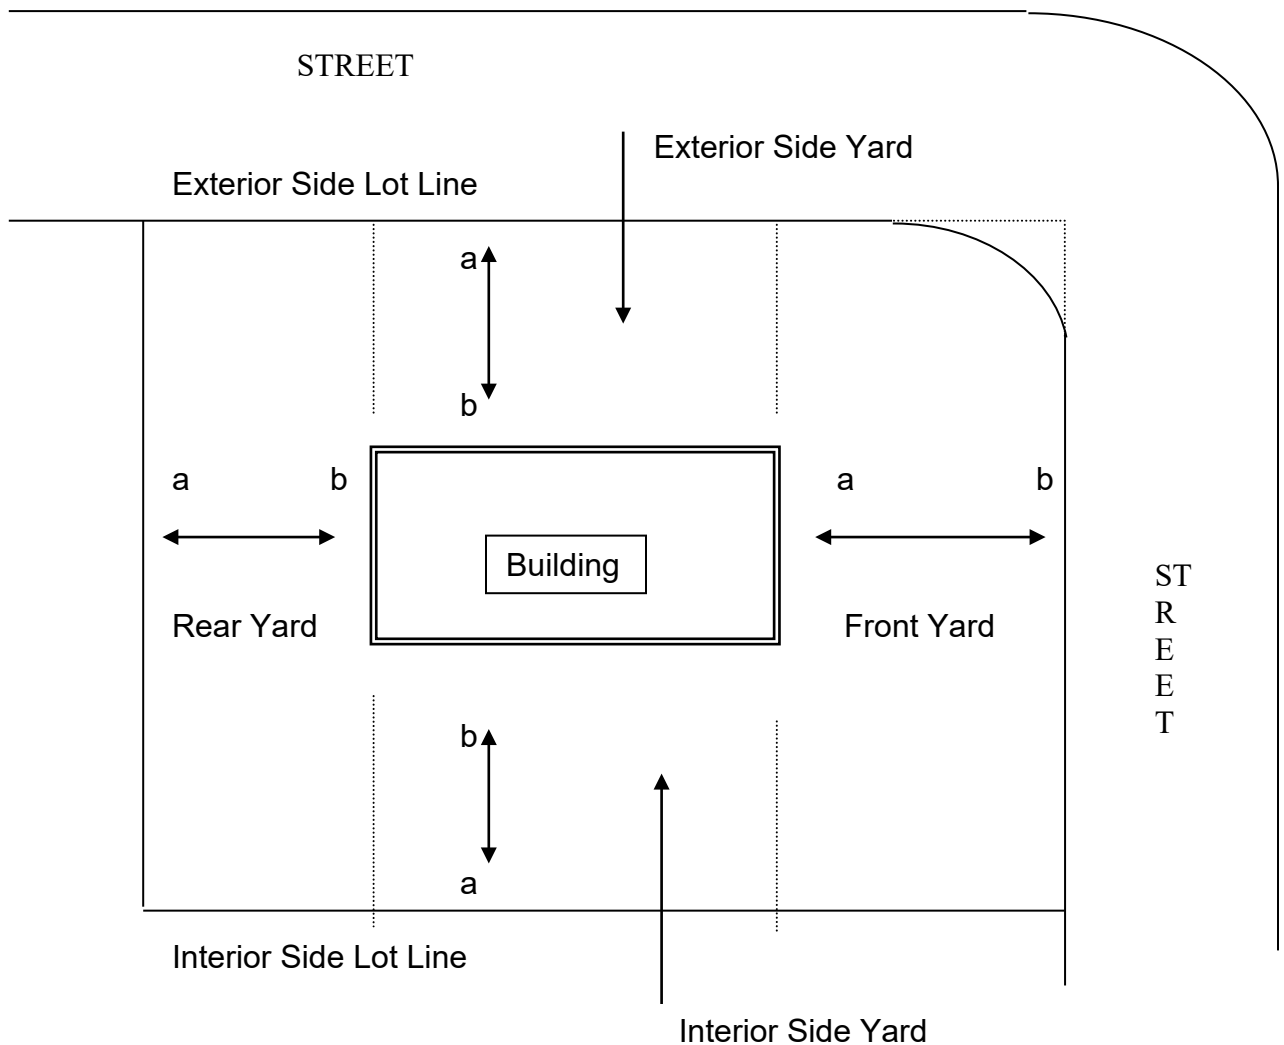 STREET
Exterior Side Yard
Exterior Side Lot Line
a
b
a b
a b
Building
Rear Yard
Front Yard
ST
R
E
E
T
b
a
Interior Side Lot Line
Interior Side Yard